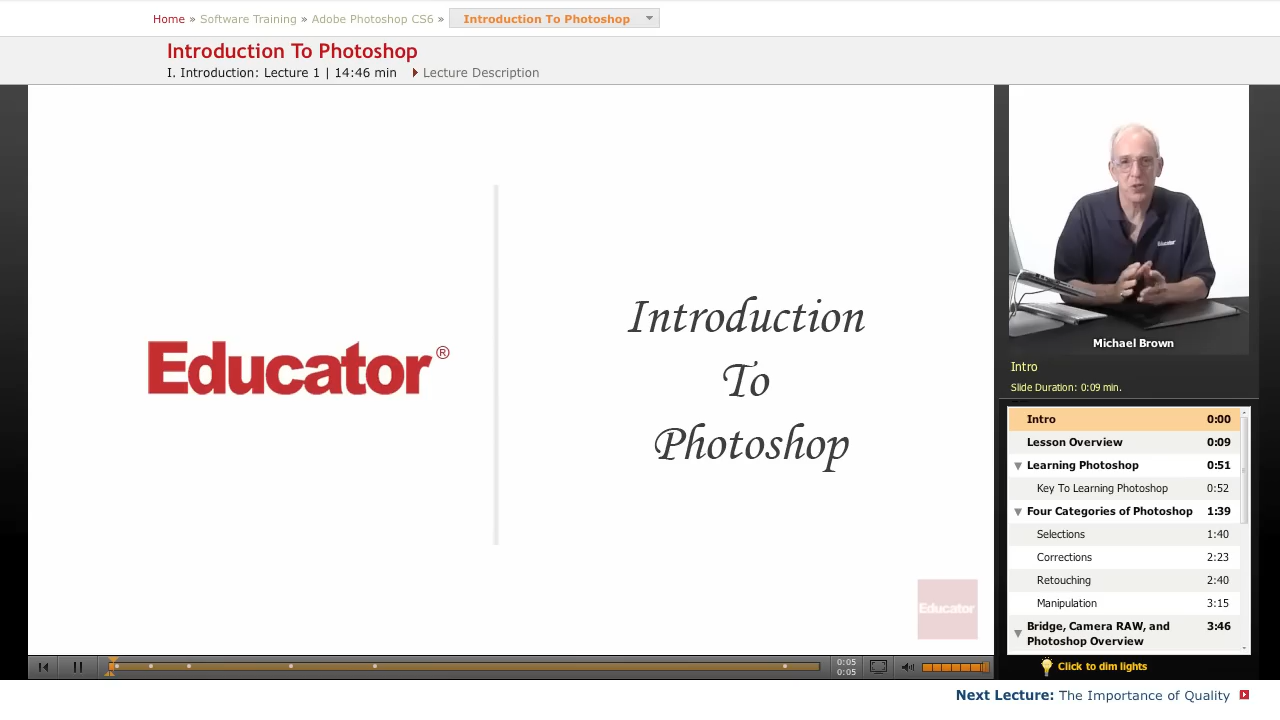 Home » Software Training » Adobe Photoshop CS6 » Introduction To Photoshop
Introduction To Photoshop
I. Introduction: Lecture 1 | 14:46 min Lecture Description
Educator®
Introduction
To
Photoshop
Educator
Educator
Michael Brown
Intro
Slide Duration: 0:09 min.
Intro 0:00
Lesson Overview 0:09
Learning Photoshop 0:51
Key To Learning Photoshop 0:52
Four Categories of Photoshop 1:39
Selections 1:40
Corrections 2:23
Retouching 2:40
Manipulation 3:15
Bridge, Camera RAW, and 3:46
Photoshop Overview
0:05
0:05
Click to dim lights
Next Lecture: The Importance of Quality